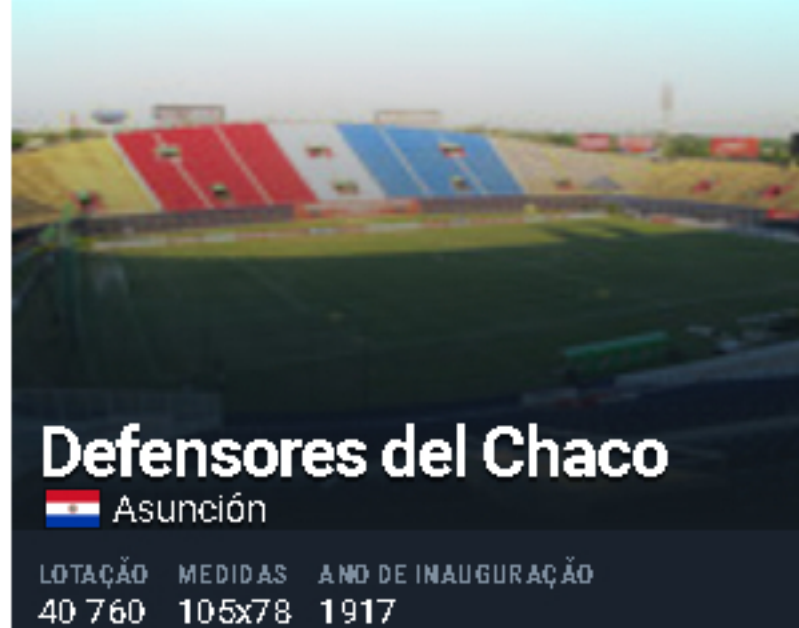 Defensores del Chaco
Asunción
LOTAÇÃO MEDIDAS ANO DE INAUGURAÇÃO
40 760 105x78 1917